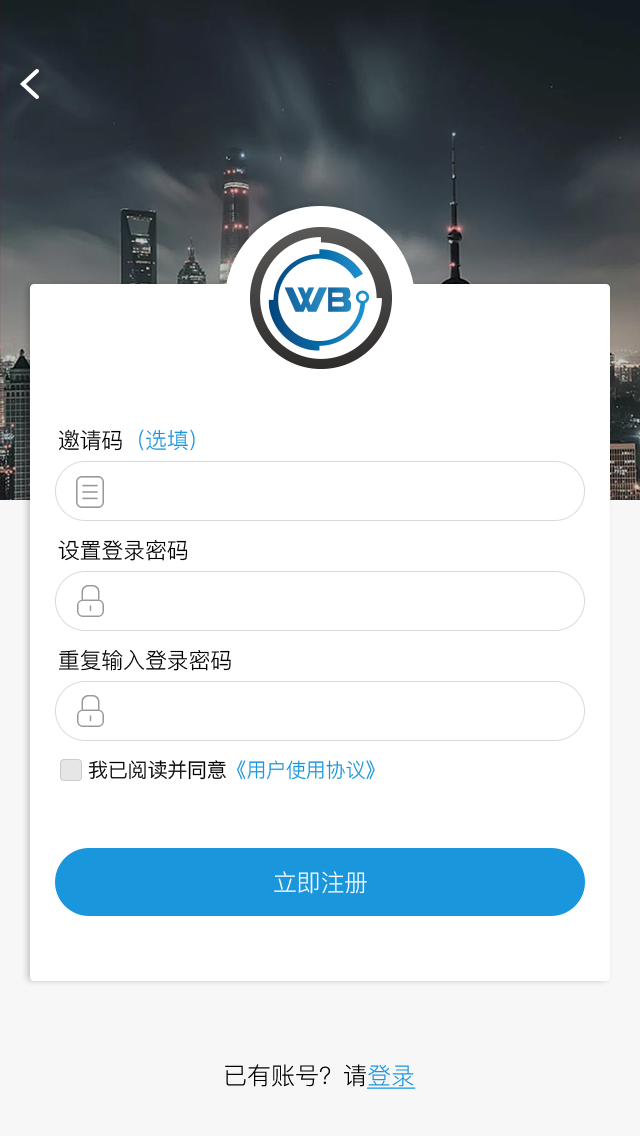 WB
邀请码（选填）
设置登录密码
重复输入登录密码
我已阅读并同意《用户使用协议》
立即注册
已有账号？请登录